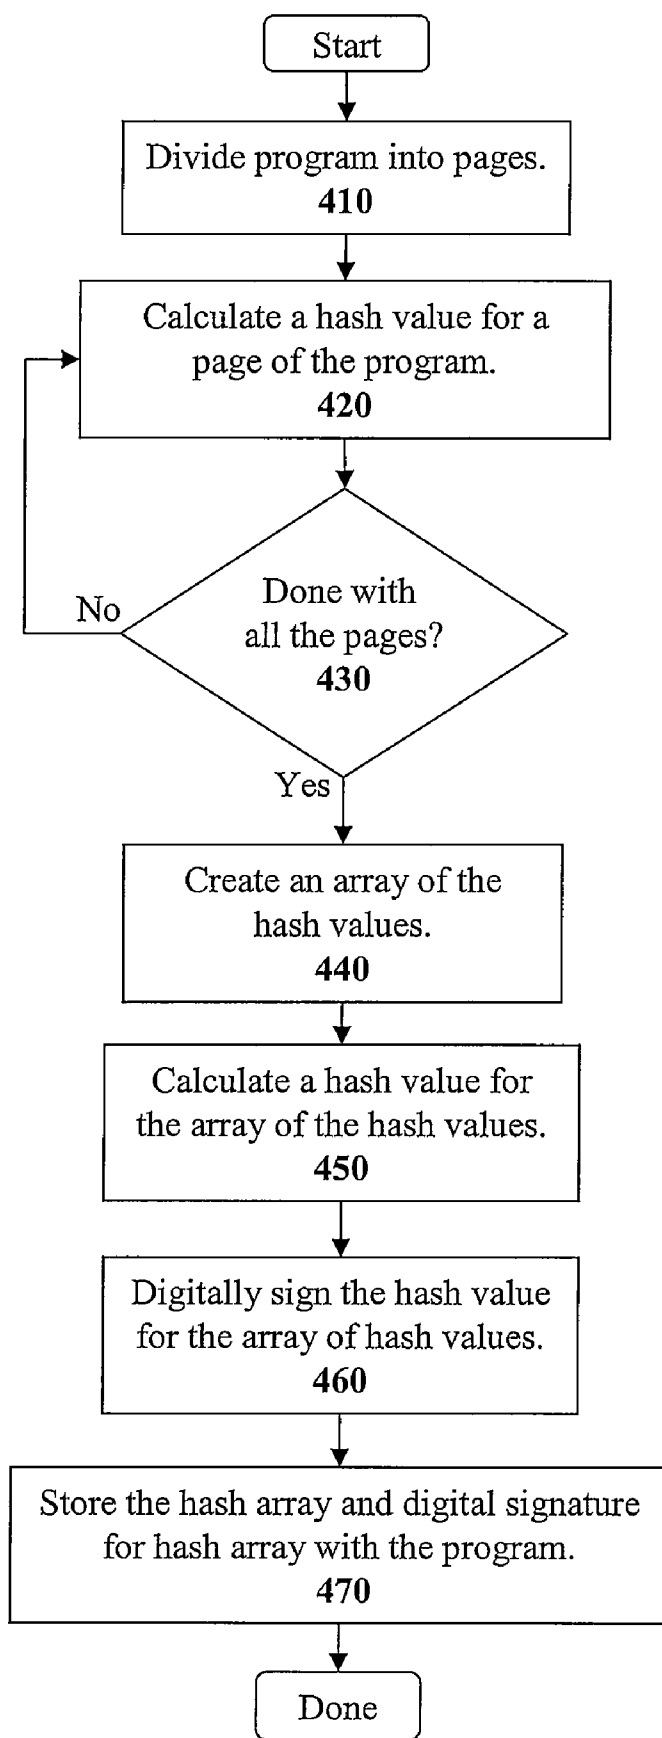 Start
Divide program into pages.
410
Calculate a hash value for a
page of the program.
420
Done with
all the pages?
430
No
Yes
Create an array of the
hash values.
440
Calculate a hash value for
the array of the hash values.
450
Digitally sign the hash value
for the array of hash values.
460
Store the hash array and digital signature
for hash array with the program.
470
Done